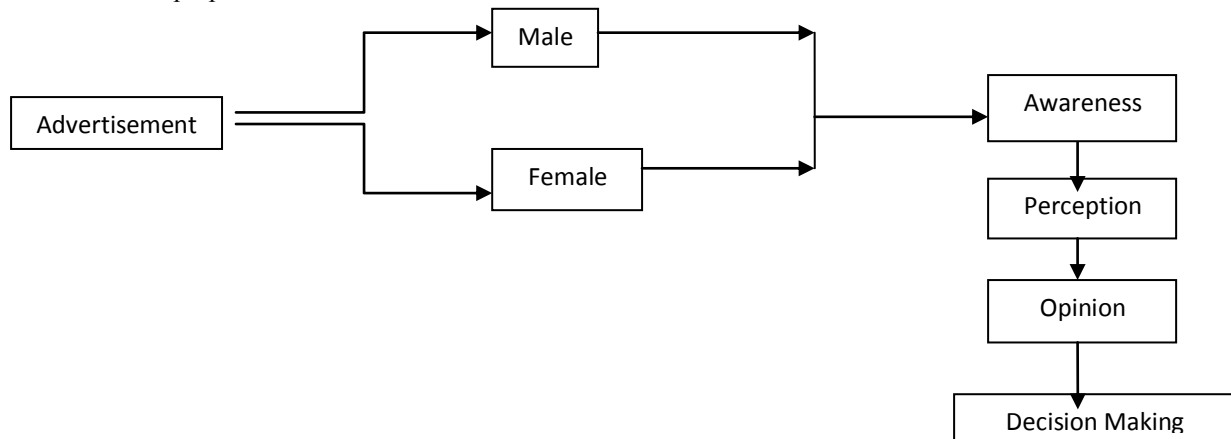 Male
Advertisement
Female
Awareness
Perception
Opinion
Decision Making